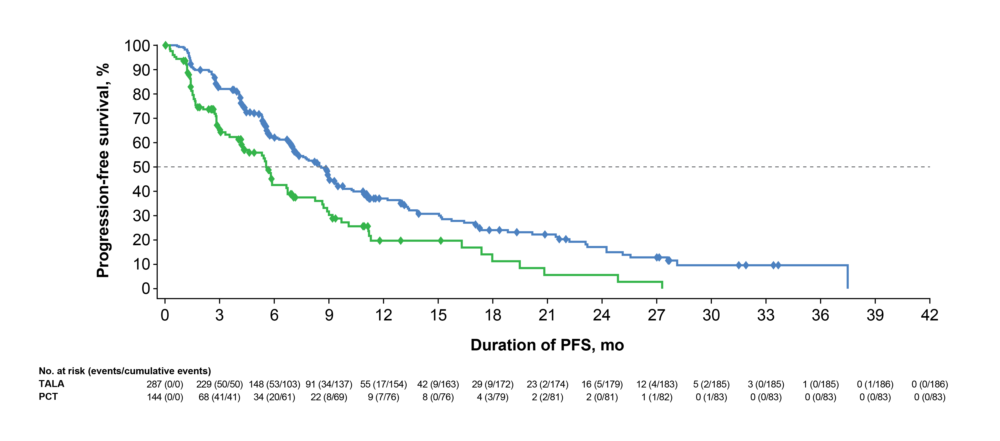 100
90
80
70
60
50
40
30
20
10
0
Progression-free survival, %
0 3 6 9 12 15 18 21 24 27 30 33 36 39 42
Duration of PFS, mo
No. at risk (events/cumulative events)
TALA 287 (0/0) 229 (50/50) 148 (53/103) 91 (34/137) 55 (17/154) 42 (9/163) 29 (9/172) 23 (2/174) 16 (5/179) 12 (4/183) 5 (2/185) 3 (0/185) 1 (0/185) 0 (1/186) 0 (0/186)
PCT 144 (0/0) 68 (41/41) 34 (20/61) 22 (8/69) 9 (7/76) 8 (0/76) 4 (3/79) 2 (2/81) 2 (0/81) 1 (1/82) 0 (1/83) 0 (0/83) 0 (0/83) 0 (0/83) 0 (0/83)